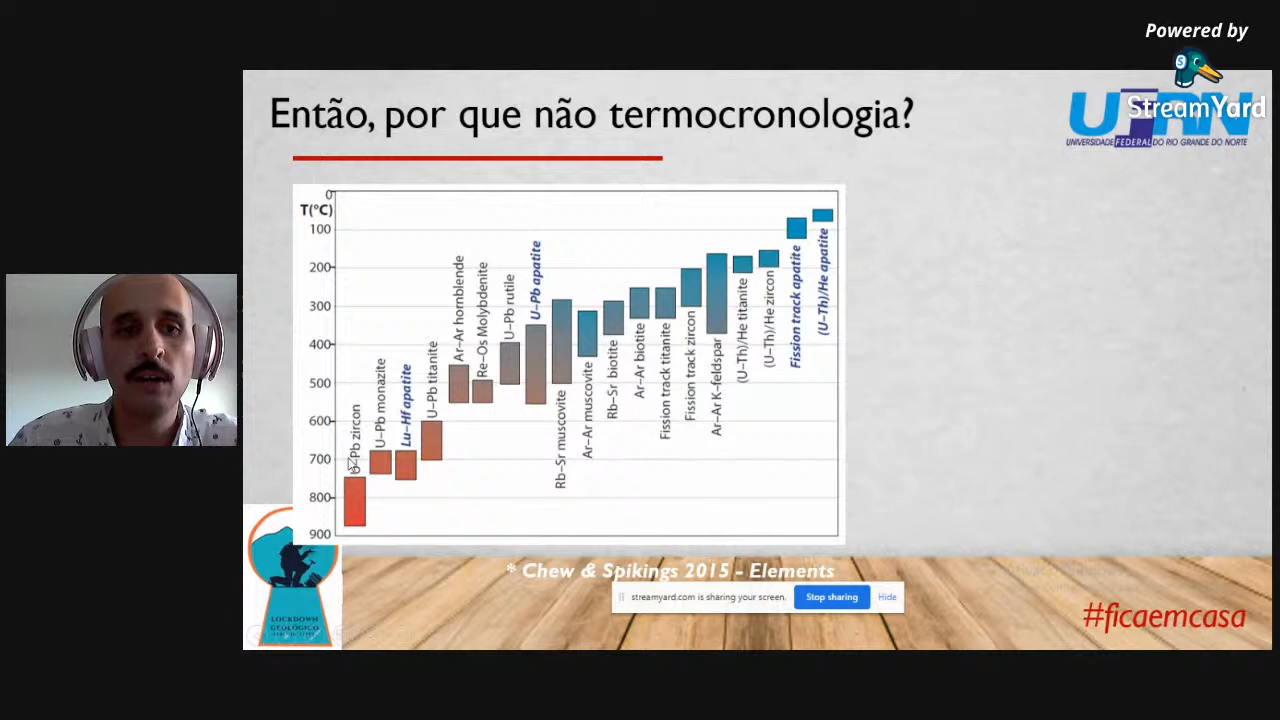 Powered by
StreamYard
Então, por que não termocronologia?
UFRN
UNIVERSIDADE FEDERAL DO RIO GRANDE DO NORTE
0
T(°C)
100
200
300
400
500
600
700
800
900
U–Pb zircon
U–Pb monazite
Lu–Hf apatite
U–Pb titanite
Ar–Ar hornblende
Re–Os Molybdenite
U–Pb rutile
U–Pb apatite
Rb–Sr muscovite
Ar–Ar muscovite
Rb–Sr biotite
Ar–Ar biotite
Fission track titanite
Fission track zircon
Ar–Ar K–feldspar
(U–Th)/He titanite
(U–Th)/He zircon
Fission track apatite
(U–Th)/He apatite
* Chew & Spikings 2015 - Elements
streamyard.com is sharing your screen.
Stop sharing
Hide
LOCKDOWN
GEOLÓGICO
#ficaemcasa